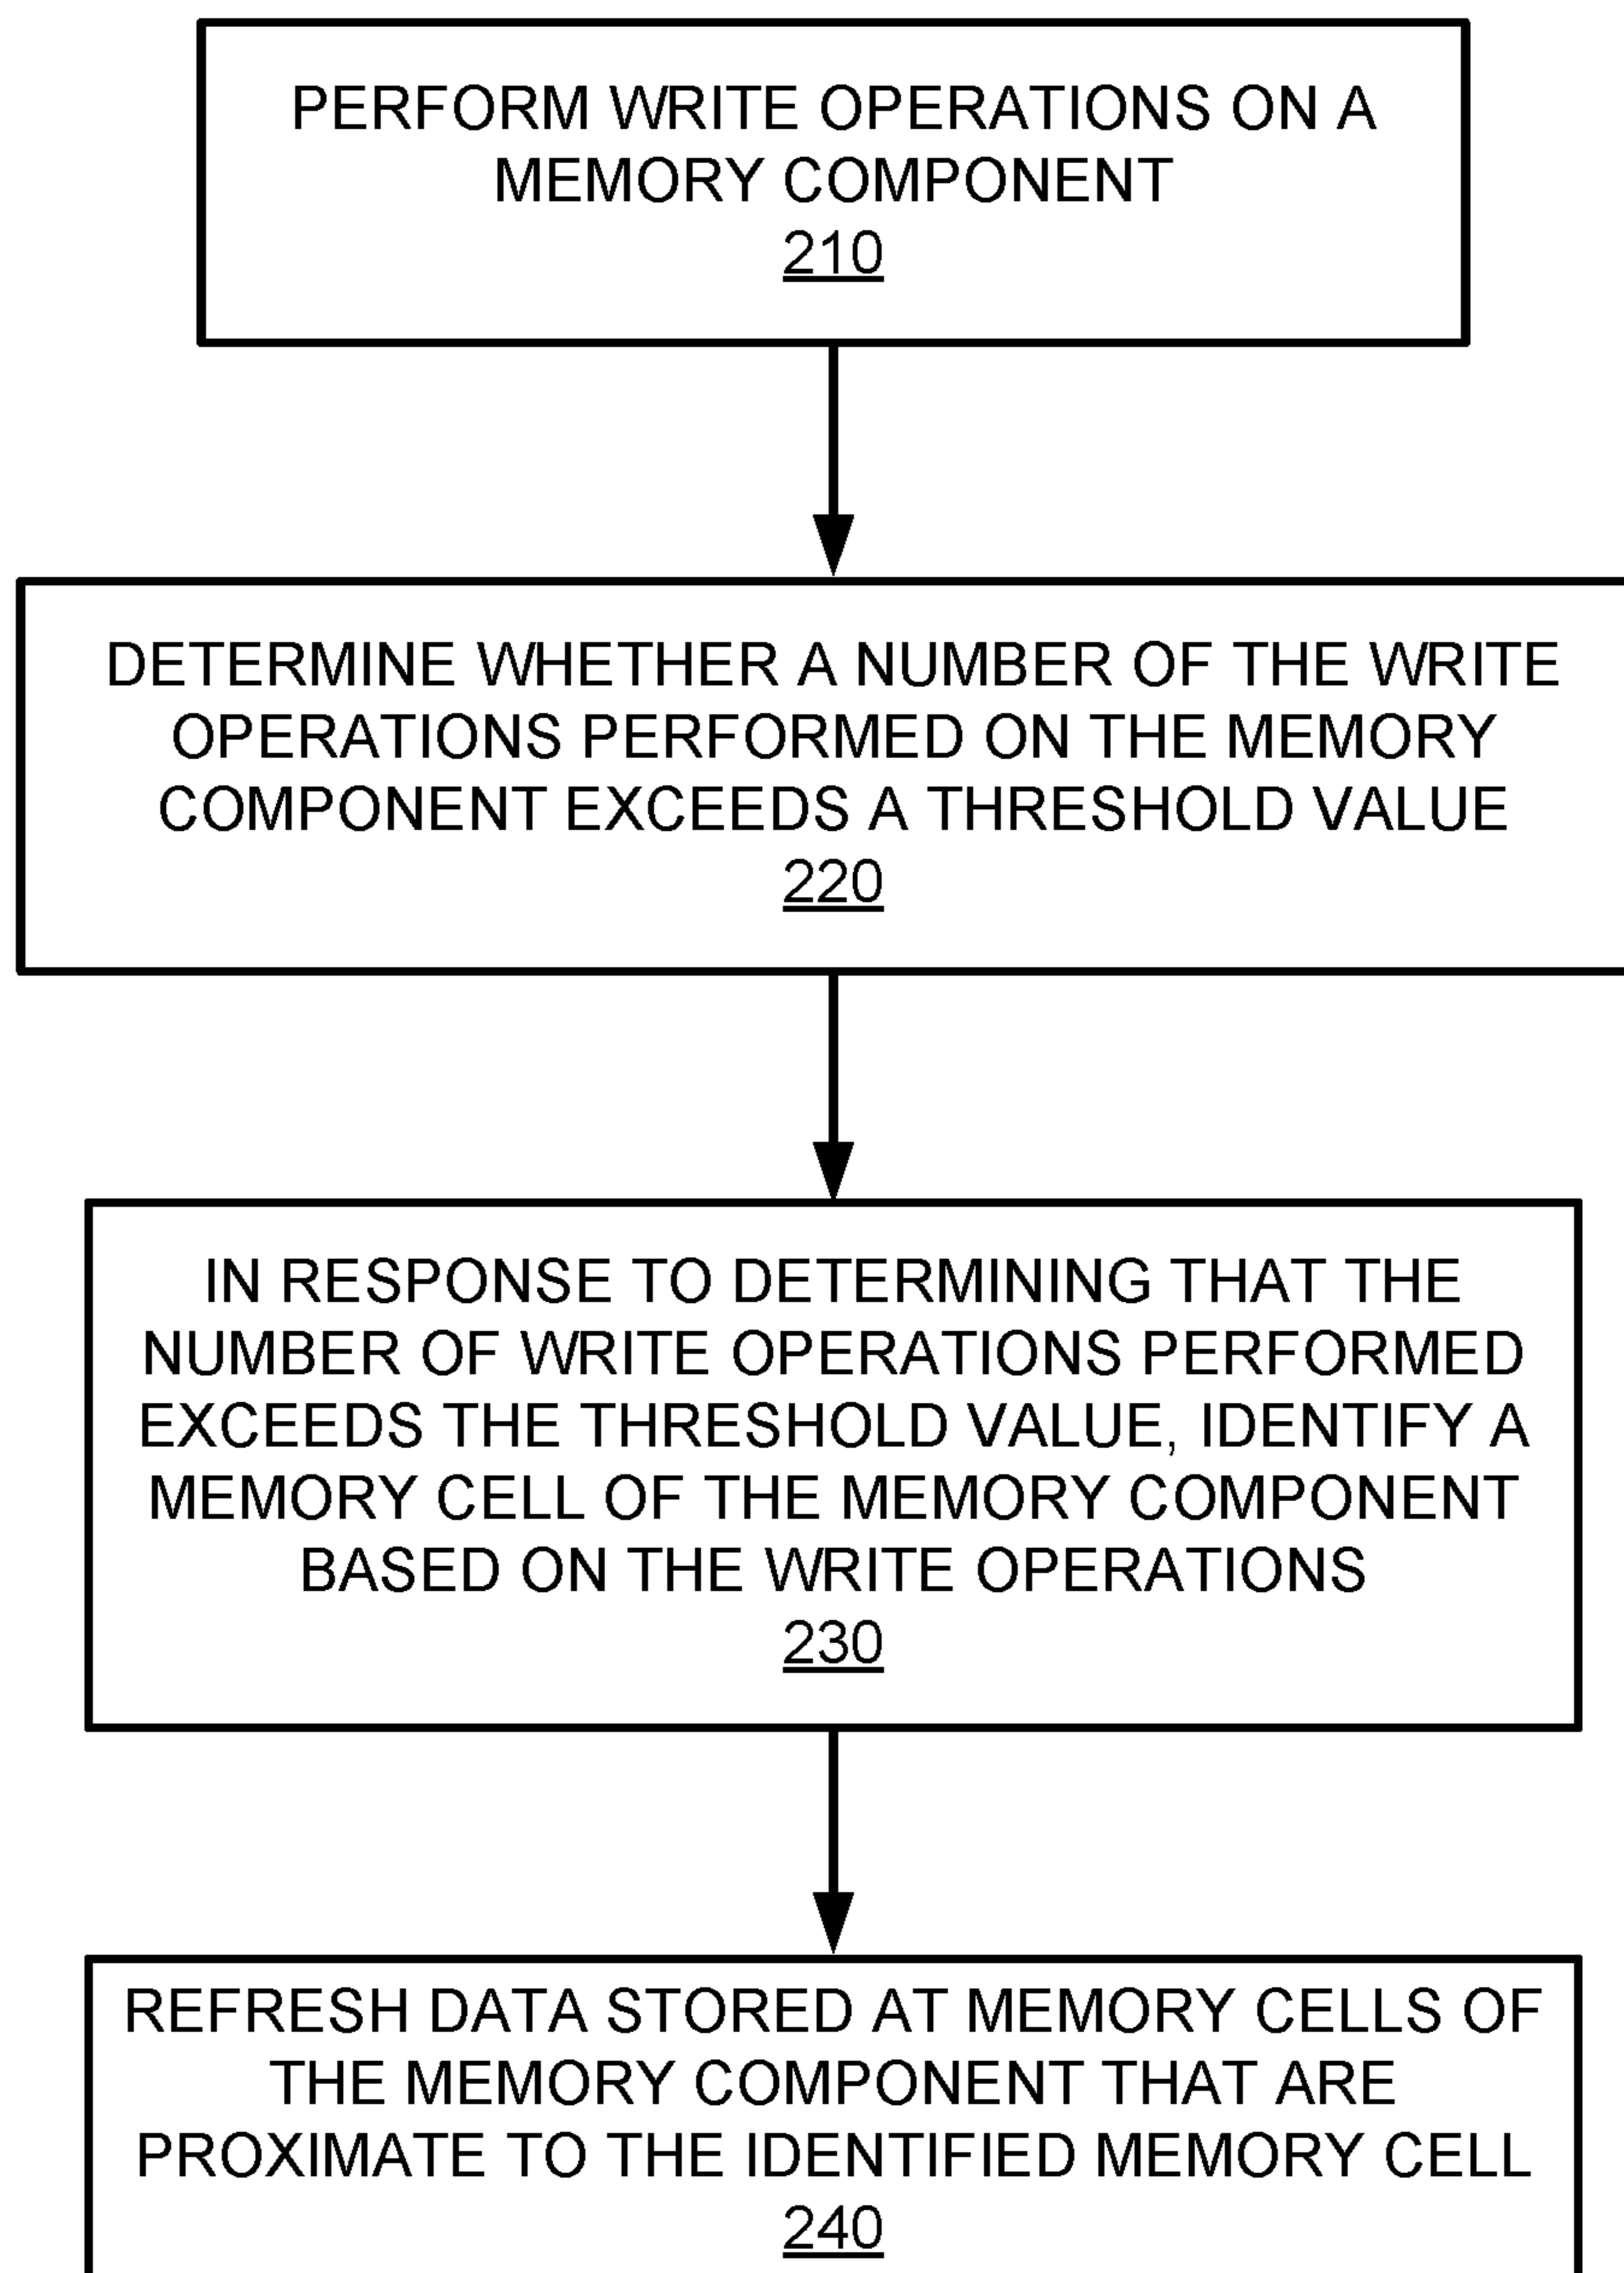 PERFORM WRITE OPERATIONS ON A
MEMORY COMPONENT
210
DETERMINE WHETHER A NUMBER OF THE WRITE
OPERATIONS PERFORMED ON THE MEMORY
COMPONENT EXCEEDS A THRESHOLD VALUE
220
IN RESPONSE TO DETERMINING THAT THE
NUMBER OF WRITE OPERATIONS PERFORMED
EXCEEDS THE THRESHOLD VALUE, IDENTIFY A
MEMORY CELL OF THE MEMORY COMPONENT
BASED ON THE WRITE OPERATIONS
230
REFRESH DATA STORED AT MEMORY CELLS OF
THE MEMORY COMPONENT THAT ARE
PROXIMATE TO THE IDENTIFIED MEMORY CELL
240